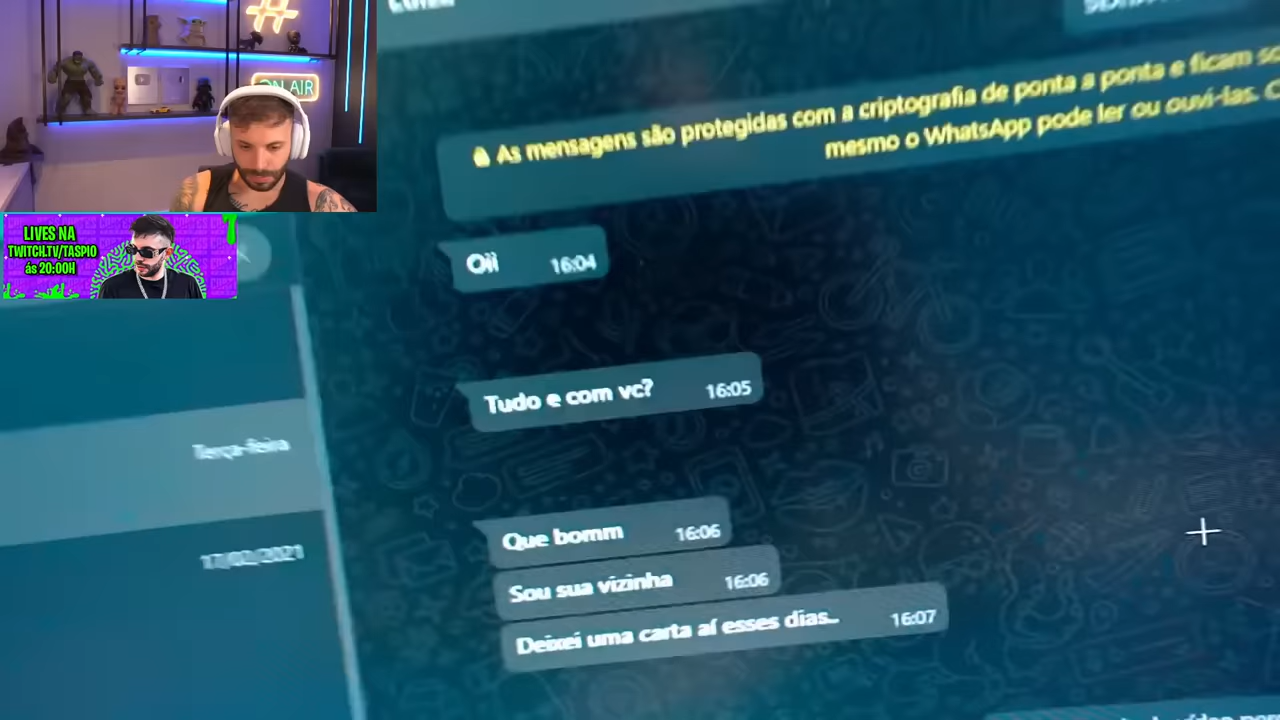 ON AIR
LIVES NA
TWITCH.TV/TASPIO
ás 20:00H
As mensagens são protegidas com a criptografia de ponta a ponta e ficam
mesmo o WhatsApp pode ler ou ouvi-las.
Oii 16:04
Tudo e com vc? 16:05
Terça-feira
Que bomm 16:06
17/02/2021
Sou sua vizinha 16:06
Deixei uma carta aí esses dias.. 16:07